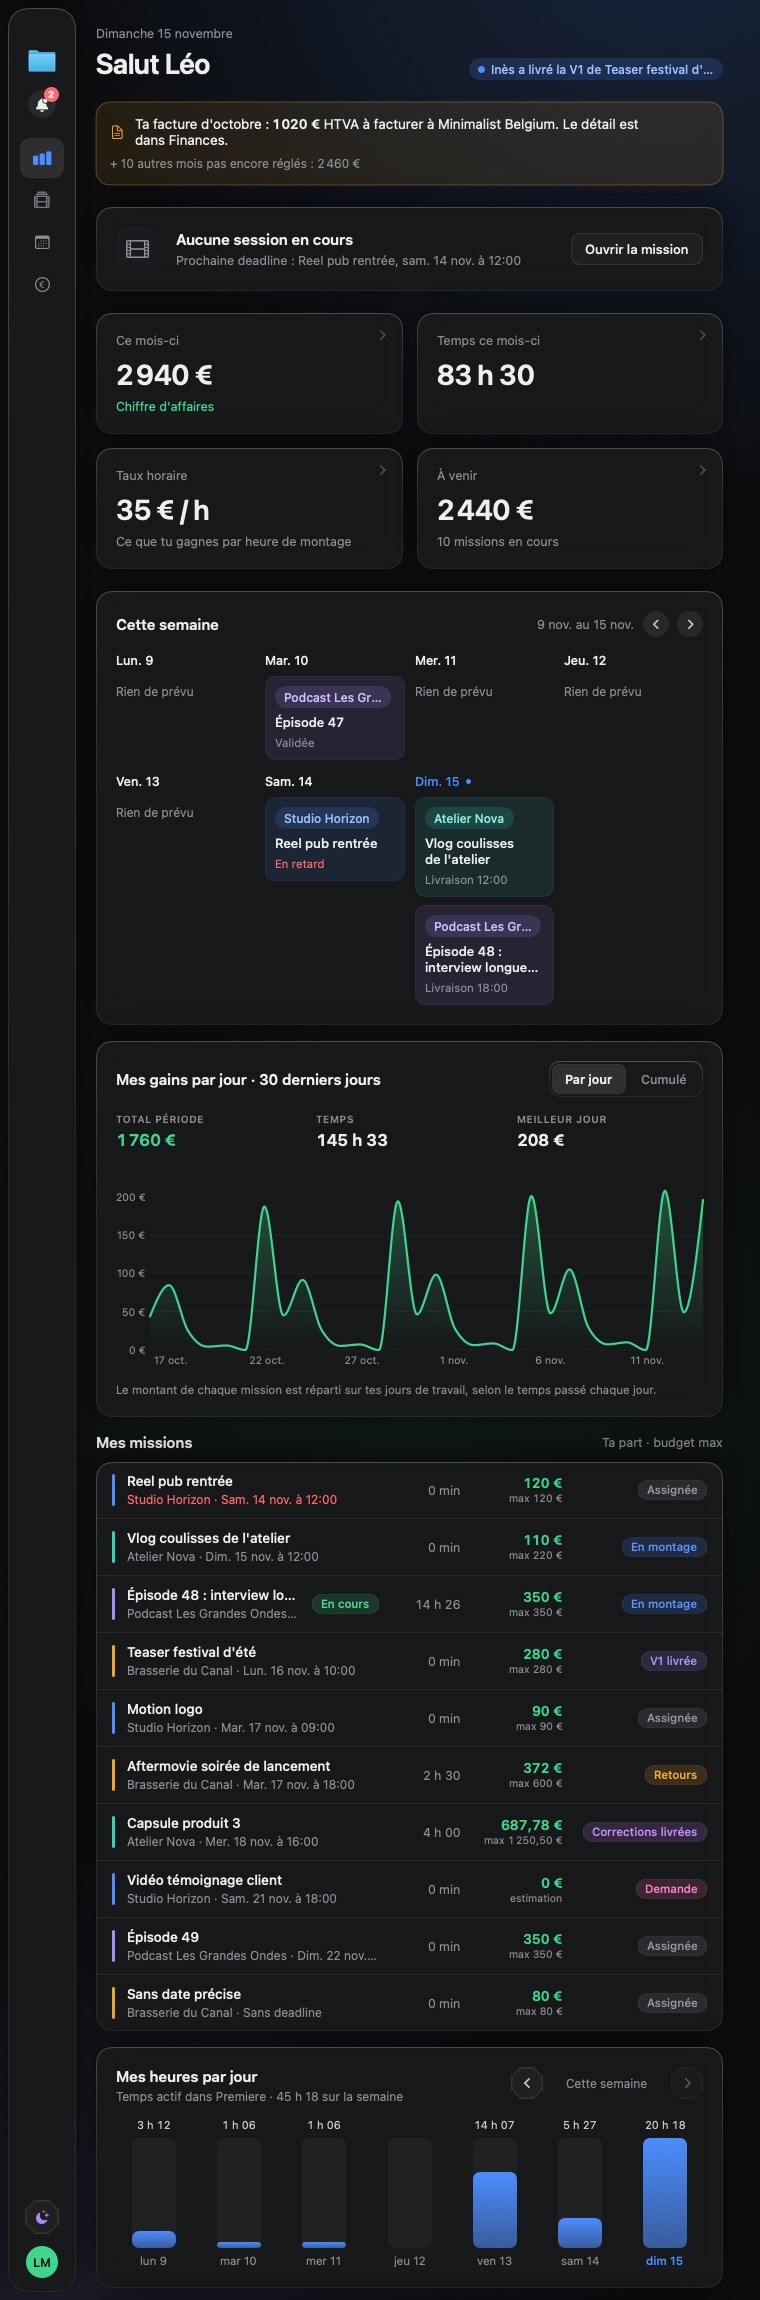 Dimanche 15 novembre
Salut Léo
Inès a livré la V1 de Teaser festival d'...
2
Ta facture d'octobre : 1 020 € HTVA à facturer à Minimalist Belgium. Le détail est
dans Finances.
+ 10 autres mois pas encore réglés : 2 460 €
Aucune session en cours
Prochaine deadline : Reel pub rentrée, sam. 14 nov. à 12:00
Ouvrir la mission
Ce mois-ci
2 940 €
Chiffre d'affaires
Temps ce mois-ci
83 h 30
Taux horaire
35 € / h
Ce que tu gagnes par heure de montage
À venir
2 440 €
10 missions en cours
Cette semaine
9 nov. au 15 nov.
Lun. 9
Rien de prévu
Mar. 10
Podcast Les Gr...
Épisode 47
Validée
Mer. 11
Rien de prévu
Jeu. 12
Rien de prévu
Ven. 13
Rien de prévu
Sam. 14
Studio Horizon
Reel pub rentrée
En retard
Dim. 15
Atelier Nova
Vlog coulisses
de l'atelier
Livraison 12:00
Podcast Les Gr...
Épisode 48 :
interview longue...
Livraison 18:00
Mes gains par jour · 30 derniers jours
Par jour
Cumulé
TOTAL PÉRIODE
1 760 €
TEMPS
145 h 33
MEILLEUR JOUR
208 €
200 €
150 €
100 €
50 €
0 €
17 oct.
22 oct.
27 oct.
1 nov.
6 nov.
11 nov.
Le montant de chaque mission est réparti sur tes jours de travail, selon le temps passé chaque jour.
Mes missions
Ta part · budget max
Reel pub rentrée
Studio Horizon · Sam. 14 nov. à 12:00
0 min
120 €
max 120 €
Assignée
Vlog coulisses de l'atelier
Atelier Nova · Dim. 15 nov. à 12:00
0 min
110 €
max 220 €
En montage
Épisode 48 : interview lo...
Podcast Les Grandes Ondes...
En cours
14 h 26
350 €
max 350 €
En montage
Teaser festival d'été
Brasserie du Canal · Lun. 16 nov. à 10:00
0 min
280 €
max 280 €
V1 livrée
Motion logo
Studio Horizon · Mar. 17 nov. à 09:00
0 min
90 €
max 90 €
Assignée
Aftermovie soirée de lancement
Brasserie du Canal · Mar. 17 nov. à 18:00
2 h 30
372 €
max 600 €
Retours
Capsule produit 3
Atelier Nova · Mer. 18 nov. à 16:00
4 h 00
687,78 €
max 1 250,50 €
Corrections livrées
Vidéo témoignage client
Studio Horizon · Sam. 21 nov. à 18:00
0 min
0 €
estimation
Demande
Épisode 49
Podcast Les Grandes Ondes · Dim. 22 nov....
0 min
350 €
max 350 €
Assignée
Sans date précise
Brasserie du Canal · Sans deadline
0 min
80 €
max 80 €
Assignée
Mes heures par jour
Temps actif dans Premiere · 45 h 18 sur la semaine
Cette semaine
3 h 12
1 h 06
1 h 06
14 h 07
5 h 27
20 h 18
lun 9
mar 10
mer 11
jeu 12
ven 13
sam 14
dim 15
LM